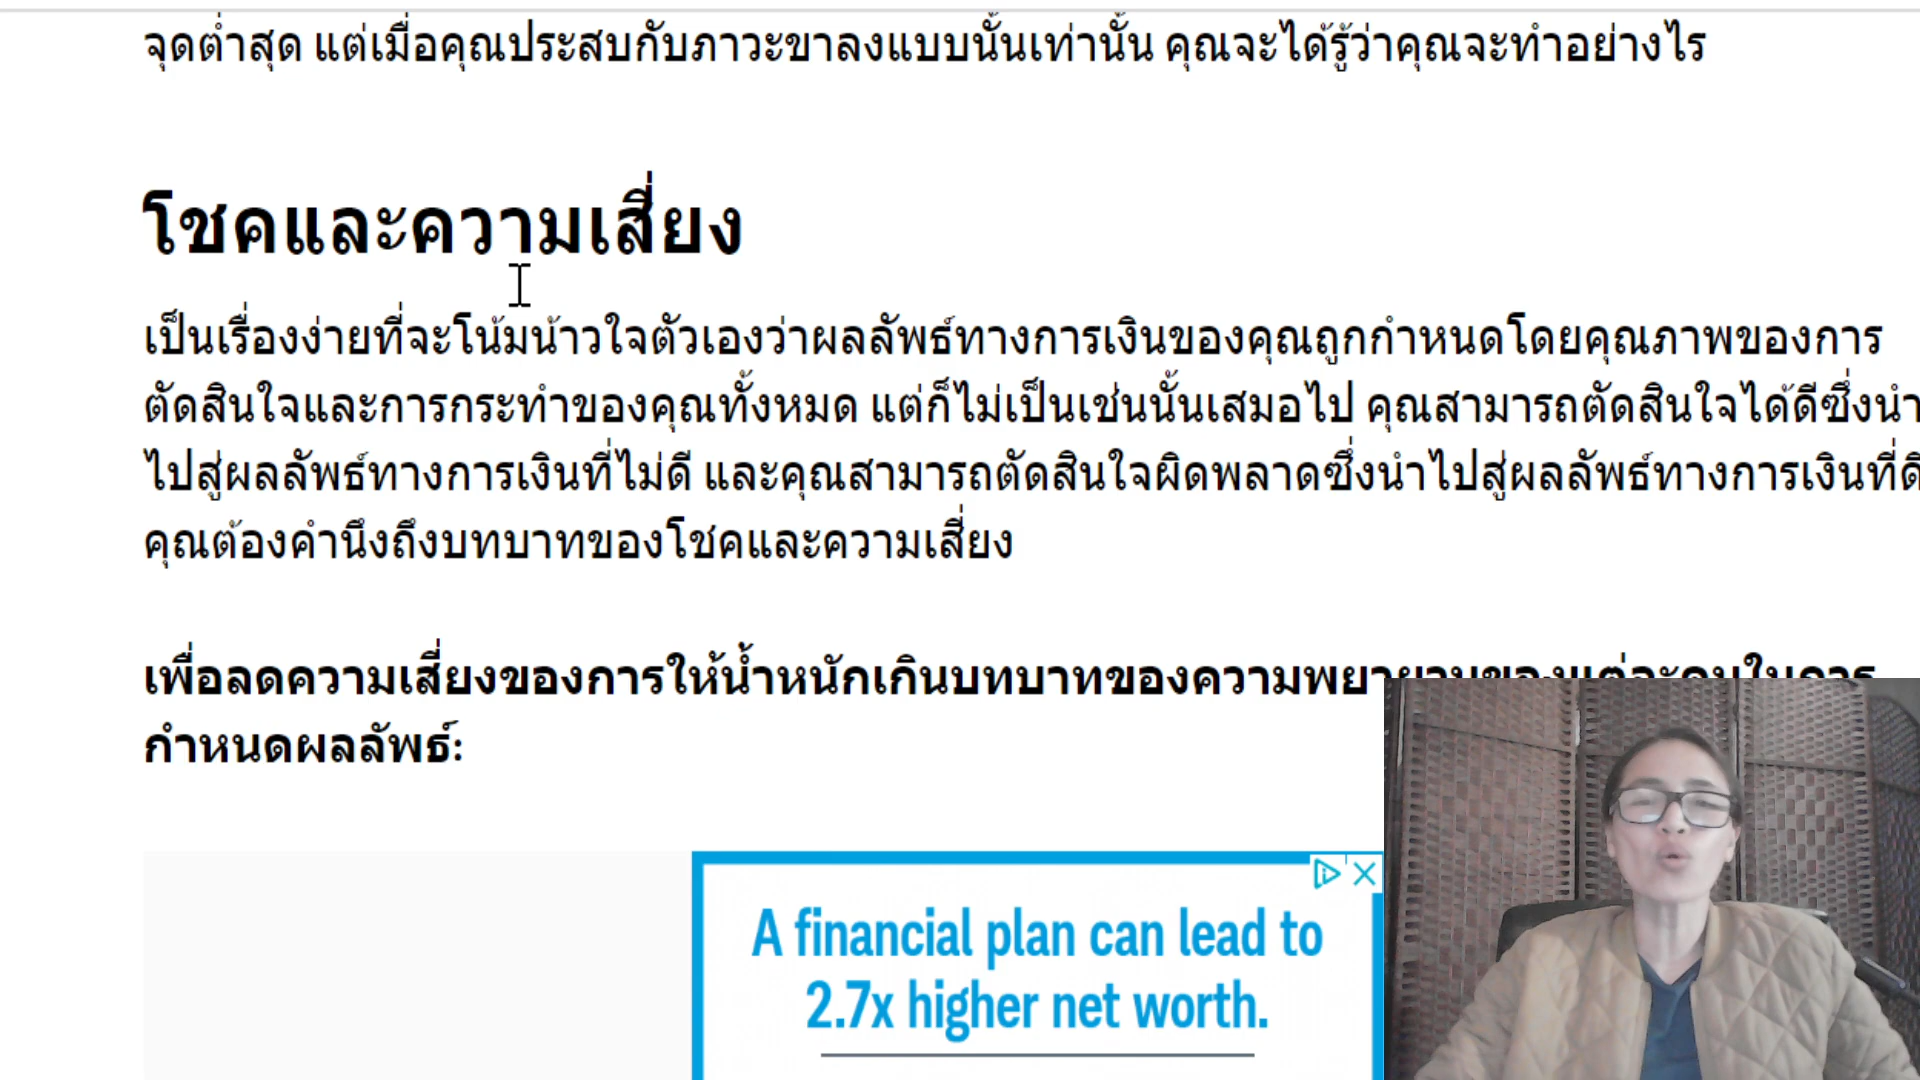 จุดต่ำสุด แต่เมื่อคุณประสบกับภาวะขาลงแบบนั้นเท่านั้น คุณจะได้รู้ว่าคุณจะทำอย่างไร
โชคและความเสี่ยง
เป็นเรื่องง่ายที่จะโน้มน้าวใจตัวเองว่าผลลัพธ์ทางการเงินของคุณถูกกำหนดโดยคุณภาพของการ
ตัดสินใจและการกระทำของคุณทั้งหมด แต่ก็ไม่เป็นเช่นนั้นเสมอไป คุณสามารถตัดสินใจได้ดีซึ่งนำ
ไปสู่ผลลัพธ์ทางการเงินที่ไม่ดี และคุณสามารถตัดสินใจผิดพลาดซึ่งนำไปสู่ผลลัพธ์ทางการเงินที่ดี
คุณต้องคำนึงถึงบทบาทของโชคและความเสี่ยง
เพื่อลดความเสี่ยงของการให้น้ำหนักเกินบทบาทของความพยายามของแต่ละคนในการ
กำหนดผลลัพธ์:
A financial plan can lead to
2.7x higher net worth.